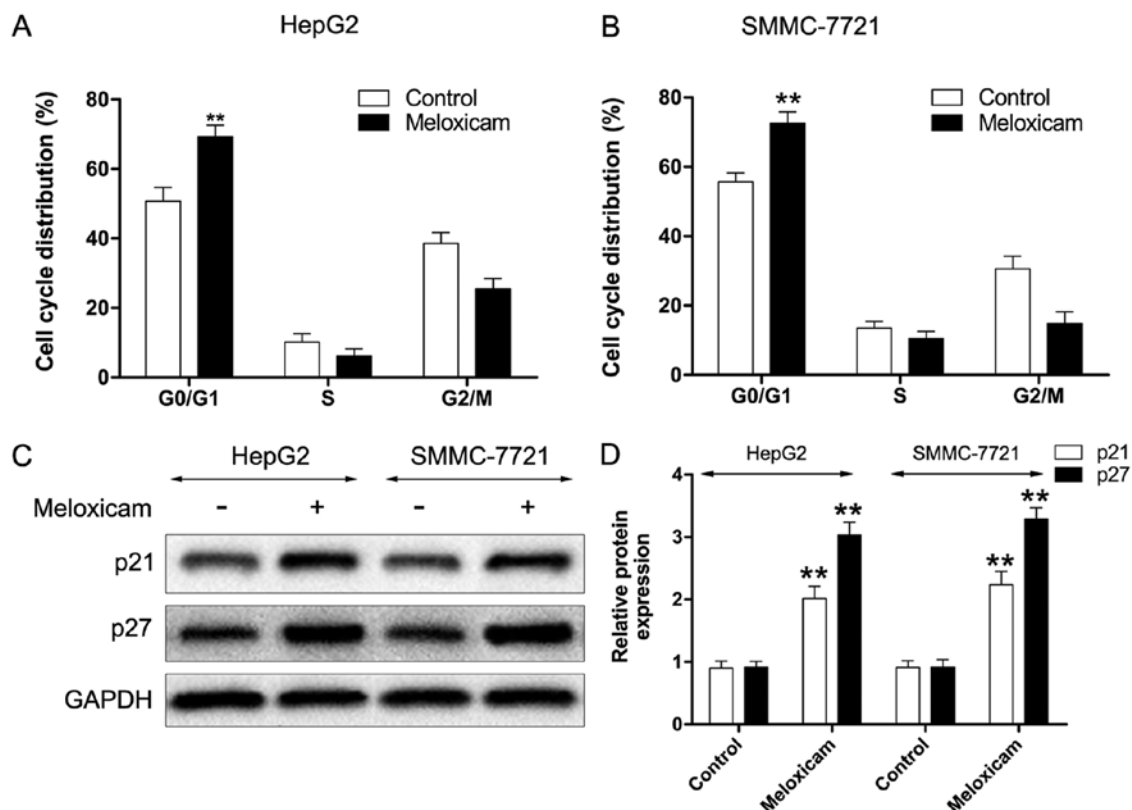 A
HepG2
Control
Meloxicam
Cell cycle distribution (%)
80
60
40
20
0
**
G0/G1
S
G2/M
B
SMMC-7721
Control
Meloxicam
Cell cycle distribution (%)
80
60
40
20
0
**
G0/G1
S
G2/M
C
HepG2
SMMC-7721
Meloxicam
- + - +
p21
p27
GAPDH
D
p21
p27
HepG2
SMMC-7721
Relative protein
expression
4
3
2
1
0
**
**
**
**
Control
Meloxicam
Control
Meloxicam